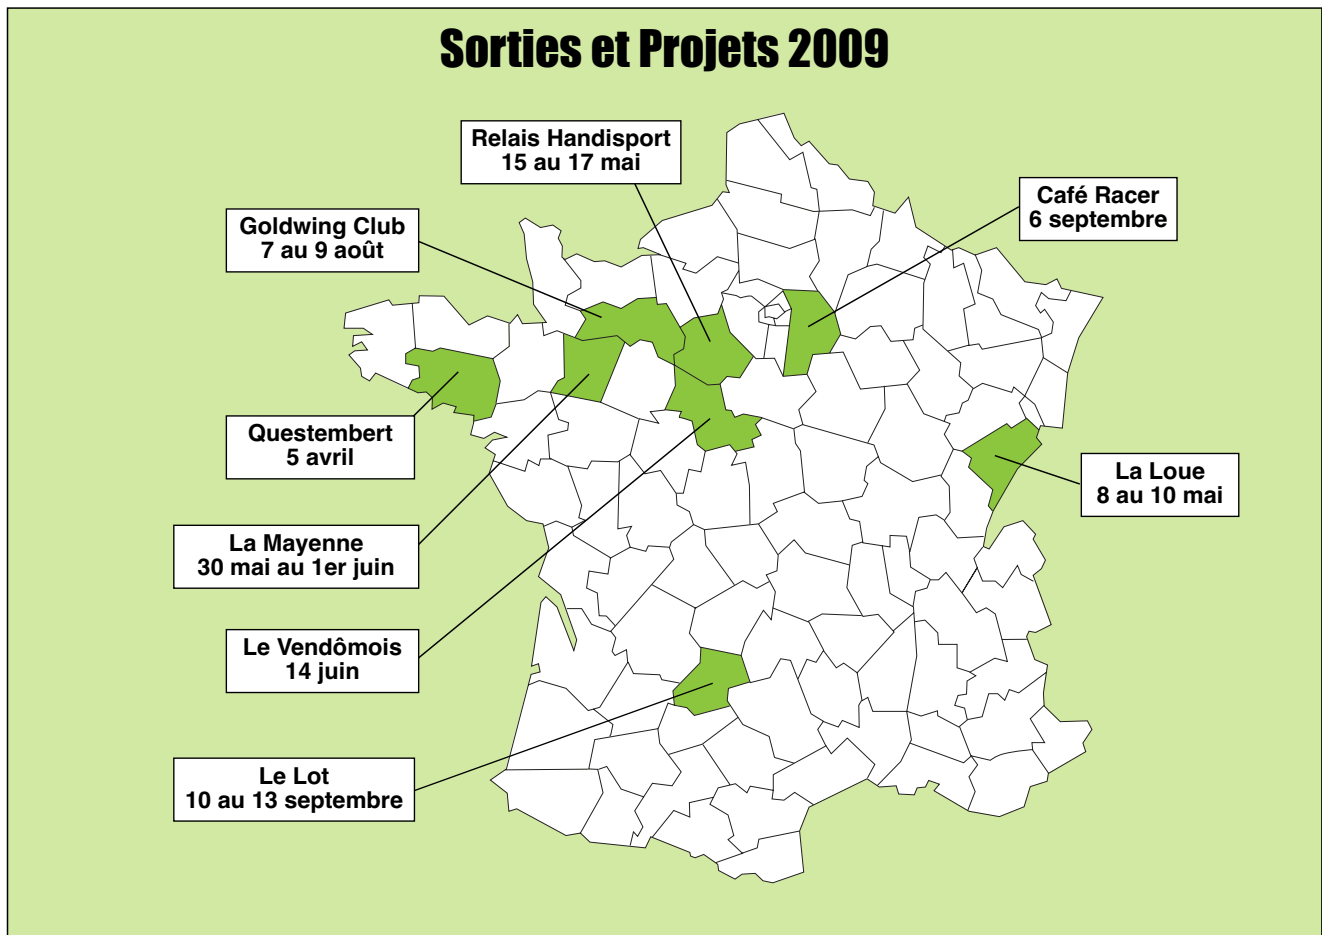 Sorties et Projets 2009
Relais Handisport
15 au 17 mai
Café Racer
6 septembre
Goldwing Club
7 au 9 août
Questembert
5 avril
La Loue
8 au 10 mai
La Mayenne
30 mai au 1er juin
Le Vendômois
14 juin
Le Lot
10 au 13 septembre